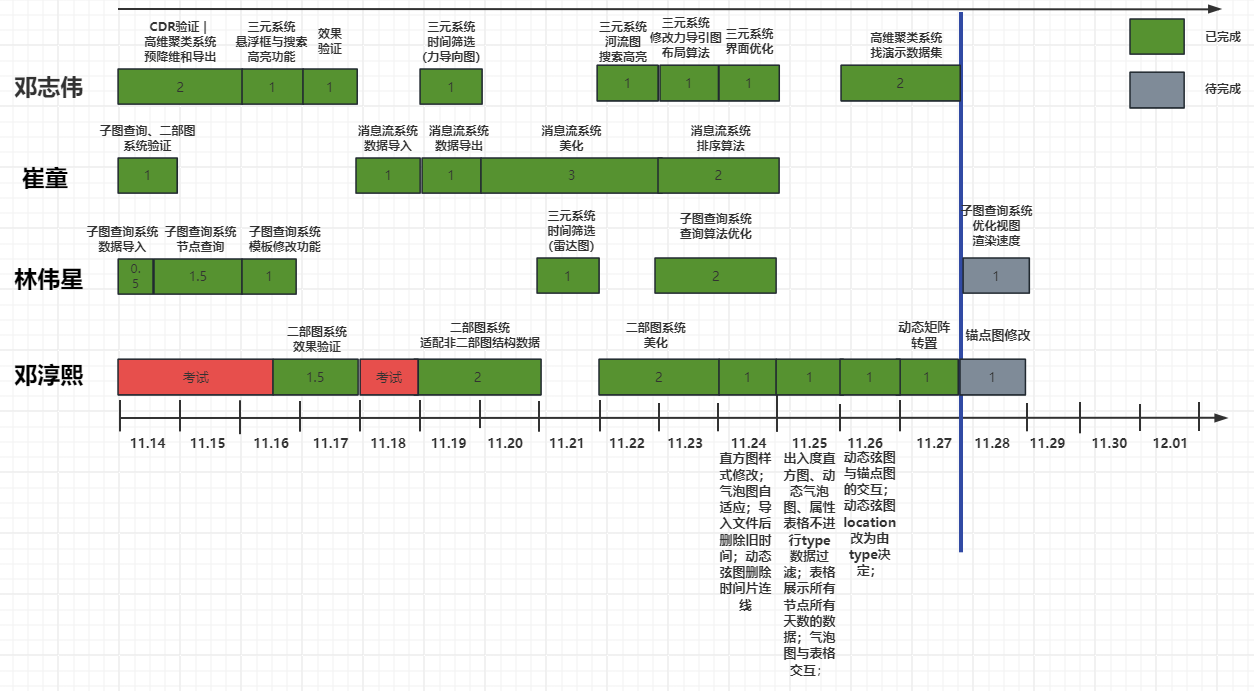 已完成
待完成
邓志伟
CDR验证 |
高维聚类系统
预降维和导出
三元系统
悬浮框与搜索
高亮功能
效果
验证
三元系统
时间筛选
(力导向图)
三元系统
河流图
搜索高亮
三元系统
修改力导引图
布局算法
三元系统
界面优化
高维聚类系统
找演示数据集
2
1
1
1
1
1
1
2
崔童
子图查询、二部图
系统验证
消息流系统
数据导入
消息流系统
数据导出
消息流系统
美化
消息流系统
排序算法
1
1
1
3
2
林伟星
子图查询系统
数据导入
子图查询系统
节点查询
子图查询系统
模板修改功能
三元系统
时间筛选
(雷达图)
子图查询系统
查询算法优化
子图查询系统
优化视图
渲染速度
0.
5
1.5
1
1
2
1
邓淳熙
二部图系统
效果验证
二部图系统
适配非二部图结构数据
二部图系统
美化
动态矩阵
转置
锚点图修改
考试
1.5
考试
2
2
1
1
1
1
1
11.14
11.15
11.16
11.17
11.18
11.19
11.20
11.21
11.22
11.23
11.24
11.25
11.26
11.27
11.28
11.29
11.30
12.01
直方图样
式修改；
气泡图自
适应；导
入文件后
删除旧时
间；动态
弦图删除
时间片连
线
出入度直
方图、动
态气泡
图、属性
表格不进
行type
数据过
滤；表格
展示所有
节点所有
天数的数
据；气泡
图与表格
交互；
动态弦图
与锚点图
的交互；
动态弦图
location
改为由
type决
定；